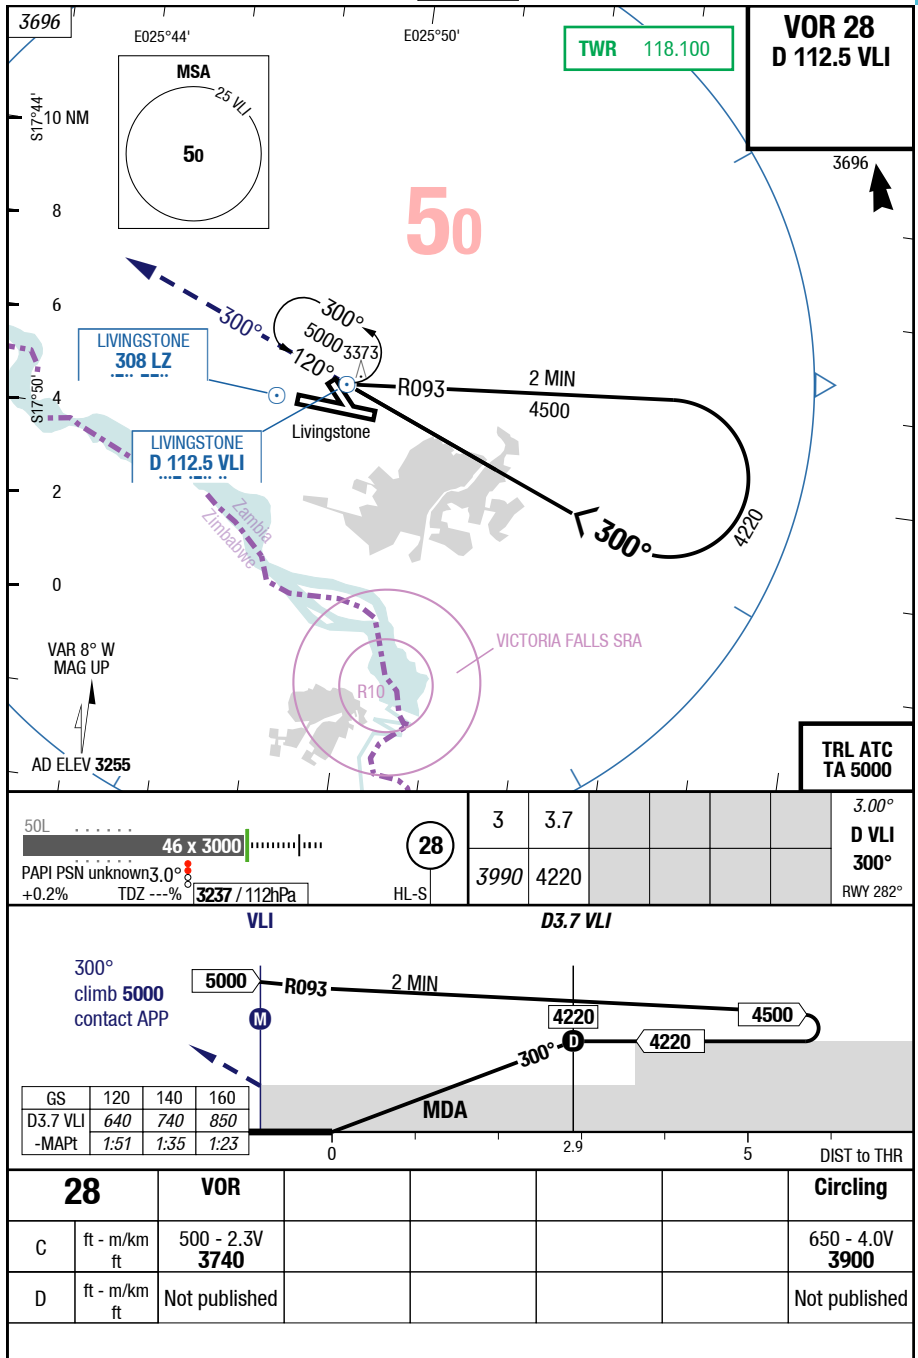 3696
E025°44'
E025°50'
TWR 118.100
VOR 28
D 112.5 VLI
MSA
25 VLI
50
S17°44'
10 NM
3696
50
8
6
300°
300°
5000
3373
120°
LIVINGSTONE
308 LZ
R093
2 MIN
4500
S17°50'
4
Livingstone
LIVINGSTONE
D 112.5 VLI
2
Zambia
Zimbabwe
300°
4220
0
VICTORIA FALLS SRA
R10
VAR 8° W
MAG UP
AD ELEV 3255
TRL ATC
TA 5000
50L
46 x 3000
PAPI PSN unknown 3.0°
+0.2%
TDZ ---%
3237 / 112hPa
28
HL-S
3 3.7
3990 4220
3.00°
D VLI
300°
RWY 282°
VLI
D3.7 VLI
300°
climb 5000
contact APP
5000
R093
2 MIN
M
4220
4500
D
4220
300°
MDA
GS 120 140 160
D3.7 VLI 640 740 850
-MAPt 1:51 1:35 1:23
0
2.9
5
DIST to THR
28 VOR Circling
C
ft - m/km
ft
500 - 2.3V
3740
650 - 4.0V
3900
D
ft - m/km
ft
Not published
Not published